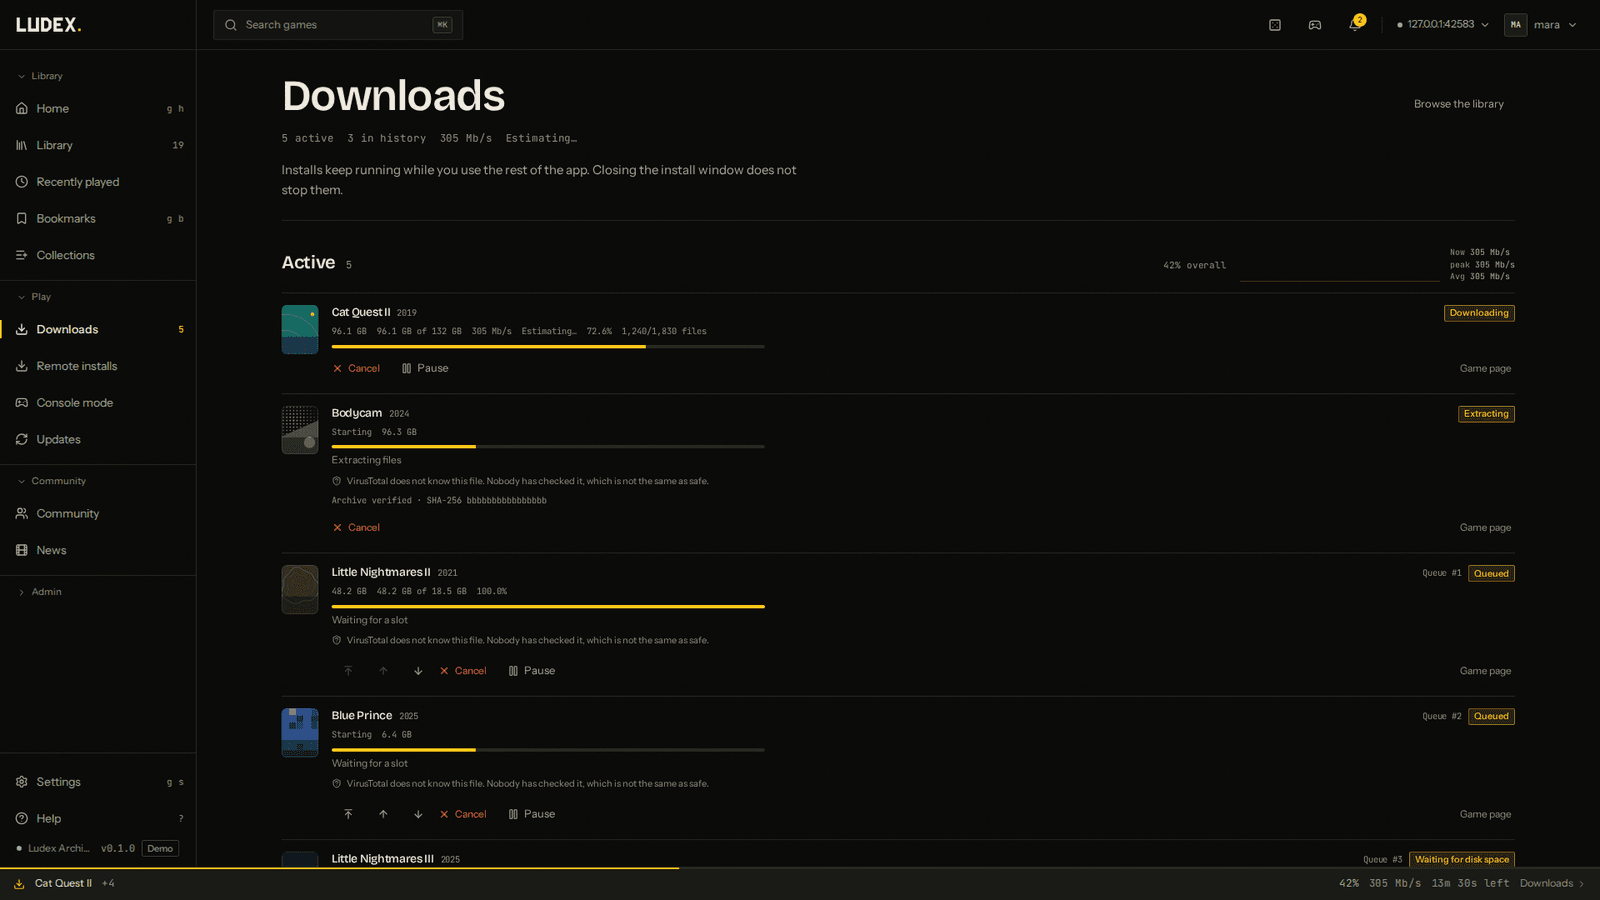 LUDEX.
Search games
⌘K
2
127.0.0.1:42583
MA
mara
Library
Home
g h
Library
19
Recently played
Bookmarks
g b
Collections
Play
Downloads
5
Remote installs
Console mode
Updates
Community
Community
News
Admin
Settings
g s
Help
?
Ludex Archi…
v0.1.0
Demo
Downloads
Browse the library
5 active 3 in history 305 Mb/s Estimating…
Installs keep running while you use the rest of the app. Closing the install window does not
stop them.
Active 5
42% overall
Now 305 Mb/s
peak 305 Mb/s
Avg 305 Mb/s
Cat Quest II 2019
Downloading
96.1 GB 96.1 GB of 132 GB 305 Mb/s Estimating… 72.6% 1,240/1,830 files
Cancel
Pause
Game page
Bodycam 2024
Extracting
Starting 96.3 GB
Extracting files
VirusTotal does not know this file. Nobody has checked it, which is not the same as safe.
Archive verified · SHA-256 bbbbbbbbbbbbbbbb
Cancel
Game page
Little Nightmares II 2021
Queue #1
Queued
48.2 GB 48.2 GB of 18.5 GB 100.0%
Waiting for a slot
VirusTotal does not know this file. Nobody has checked it, which is not the same as safe.
Cancel
Pause
Game page
Blue Prince 2025
Queue #2
Queued
Starting 6.4 GB
Waiting for a slot
VirusTotal does not know this file. Nobody has checked it, which is not the same as safe.
Cancel
Pause
Game page
Little Nightmares III 2025
Queue #3
Waiting for disk space
Cat Quest II +4
42% 305 Mb/s 13m 30s left Downloads